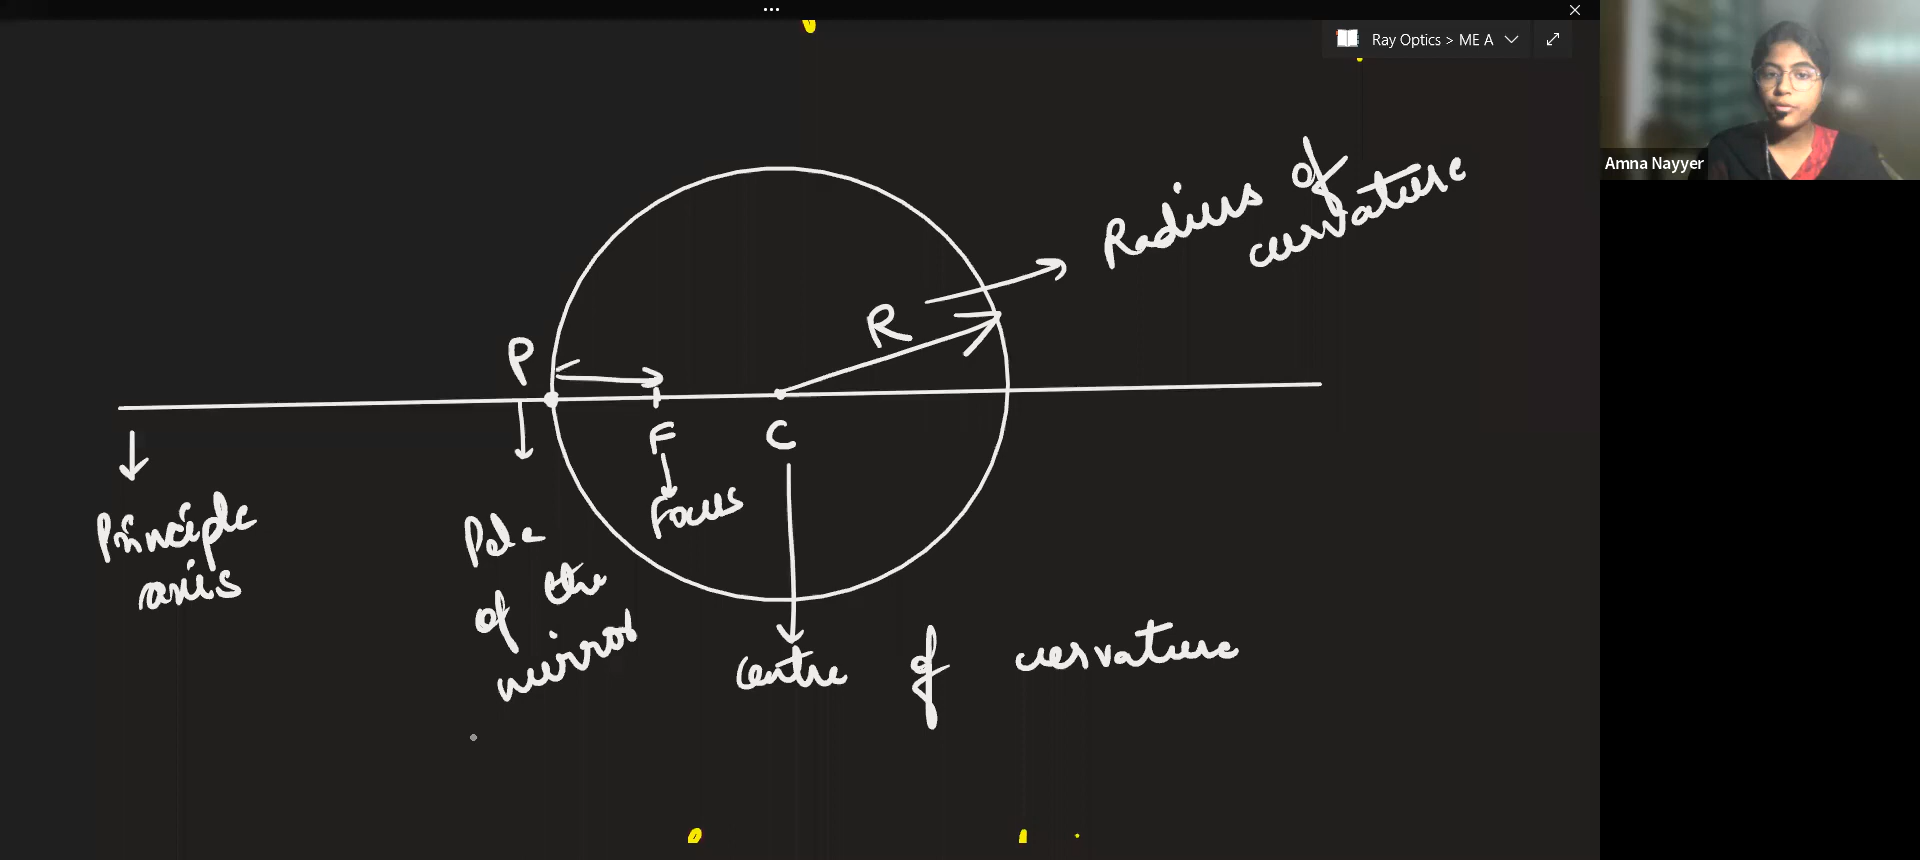 Ray Optics > ME A
Amna Nayyer
Radius of
curvature
R
P
F
C
Focus
Principle
axis
Pole
of the
mirror
Centre of curvature